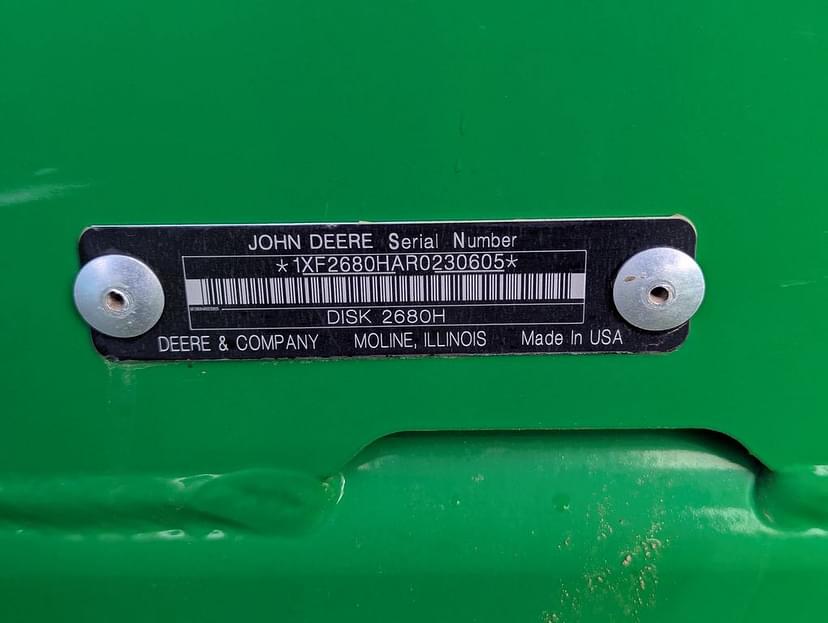 JOHN DEERE Serial Number
*1XF2680HAR0230605*
DISK 2680H
DEERE & COMPANY MOLINE, ILLINOIS Made In USA